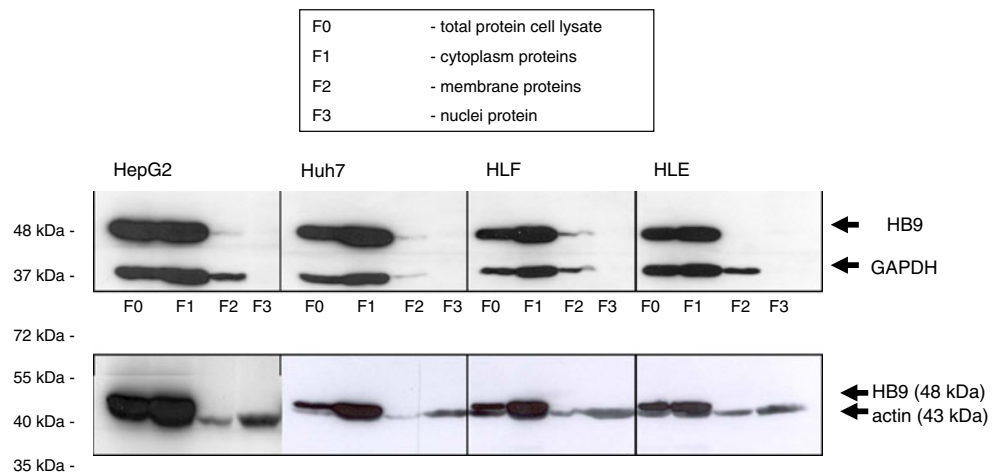 F0 - total protein cell lysate
F1 - cytoplasm proteins
F2 - membrane proteins
F3 - nuclei protein
HepG2 Huh7 HLF HLE
48 kDa - HB9
37 kDa - GAPDH
F0 F1 F2 F3 F0 F1 F2 F3 F0 F1 F2 F3 F0 F1 F2 F3
72 kDa -
55 kDa -
HB9 (48 kDa)
40 kDa - actin (43 kDa)
35 kDa -